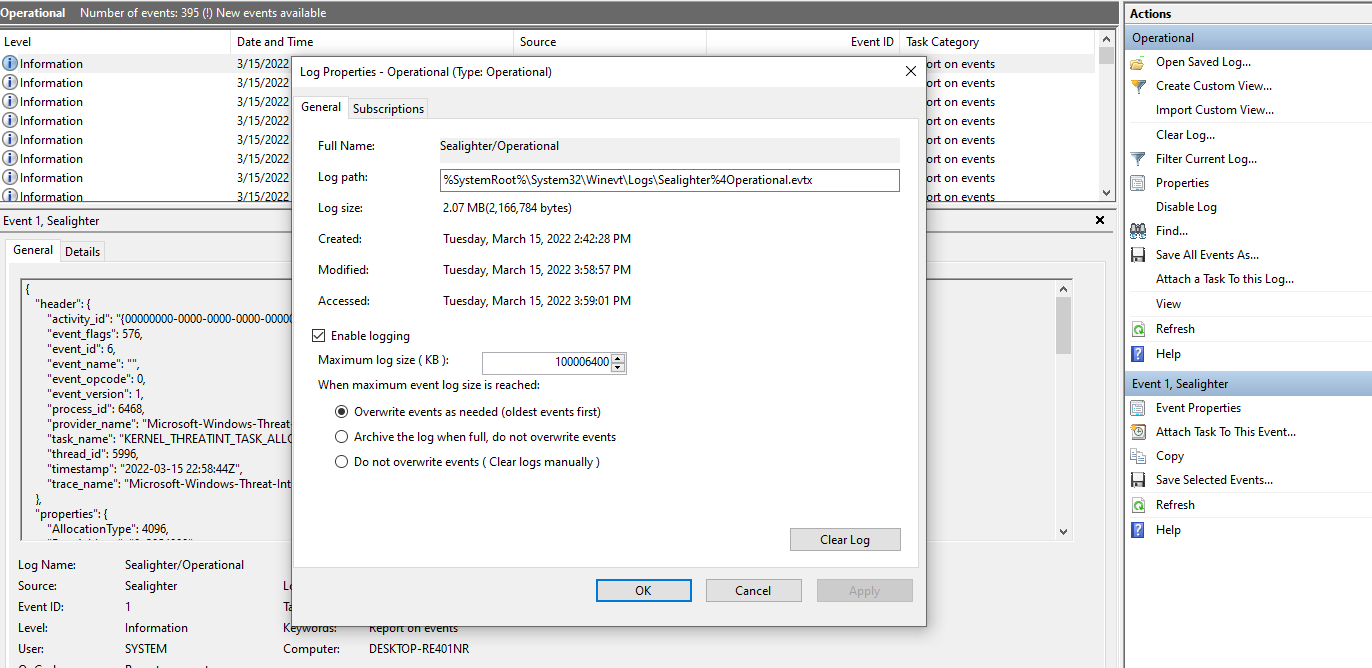 Operational Number of events: 395 (!) New events available
Level Date and Time Source Event ID Task Category
Information 3/15/2022 ort on events
Information 3/15/2022 ort on events
Information 3/15/2022 ort on events
Information 3/15/2022 ort on events
Information 3/15/2022 ort on events
Information 3/15/2022 ort on events
Information 3/15/2022 ort on events
Information 3/15/2022 ort on events
Event 1, Sealighter
General Details
{
"header": {
"activity_id": "{00000000-0000-0000-0000-00000
"event_flags": 576,
"event_id": 6,
"event_name": "",
"event_opcode": 0,
"event_version": 1,
"process_id": 6468,
"provider_name": "Microsoft-Windows-Threat-
"task_name": "KERNEL_THREATINT_TASK_ALLO
"thread_id": 5996,
"timestamp": "2022-03-15 22:58:44Z",
"trace_name": "Microsoft-Windows-Threat-Int
},
"properties": {
"AllocationType": 4096,
Log Name: Sealighter/Operational
Source: Sealighter
Event ID: 1
Level: Information Keywords: Report on events
User: SYSTEM Computer: DESKTOP-RE401NR
Log Properties - Operational (Type: Operational)
General Subscriptions
Full Name: Sealighter/Operational
Log path: %SystemRoot%\System32\Winevt\Logs\Sealighter%4Operational.evtx
Log size: 2.07 MB(2,166,784 bytes)
Created: Tuesday, March 15, 2022 2:42:28 PM
Modified: Tuesday, March 15, 2022 3:58:57 PM
Accessed: Tuesday, March 15, 2022 3:59:01 PM
Enable logging
Maximum log size ( KB ): 100006400
When maximum event log size is reached:
Overwrite events as needed (oldest events first)
Archive the log when full, do not overwrite events
Do not overwrite events ( Clear logs manually )
Clear Log
OK Cancel Apply
Actions
Operational
Open Saved Log...
Create Custom View...
Import Custom View...
Clear Log...
Filter Current Log...
Properties
Disable Log
Find...
Save All Events As...
Attach a Task To this Log...
View
Refresh
Help
Event 1, Sealighter
Event Properties
Attach Task To This Event...
Copy
Save Selected Events...
Refresh
Help